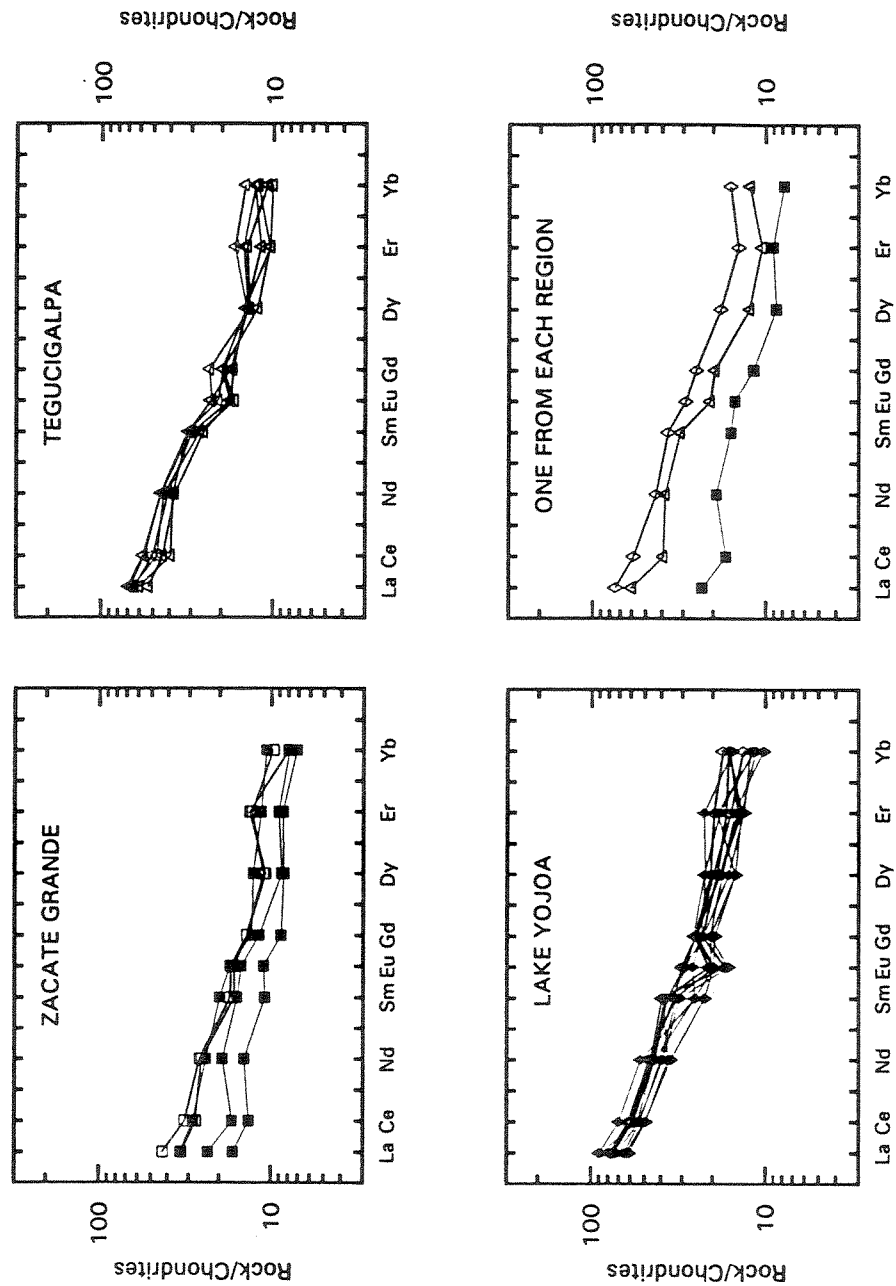 ZACATE GRANDE
Rock/Chondrites
100
10
La Ce Nd Sm Eu Gd Dy Er Yb
TEGUCIGALPA
Rock/Chondrites
100
10
La Ce Nd Sm Eu Gd Dy Er Yb
LAKE YOJOA
Rock/Chondrites
100
10
La Ce Nd Sm Eu Gd Dy Er Yb
ONE FROM EACH REGION
Rock/Chondrites
100
10
La Ce Nd Sm Eu Gd Dy Er Yb